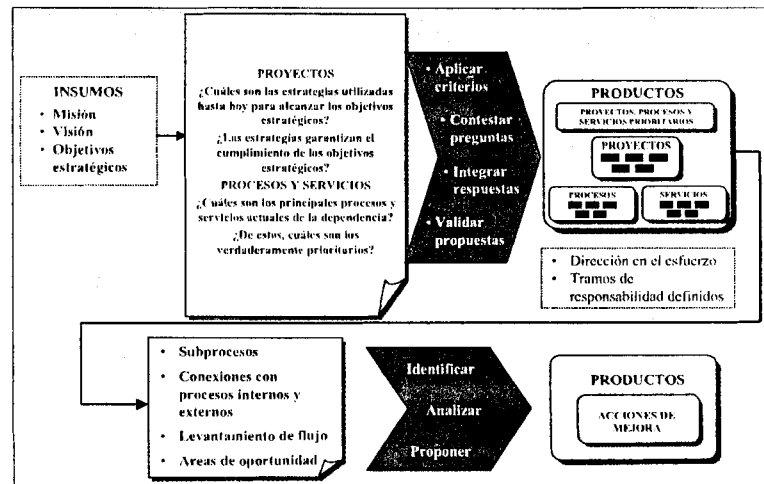 INSUMOS
• Misión
• Visión
• Objetivos
estratégicos
PROYECTOS
¿Cuáles son las estrategias utilizadas
hasta hoy para alcanzar los objetivos
estratégicos?
¿Las estrategias garantizan el
cumplimiento de los objetivos
estratégicos?
PROCESOS Y SERVICIOS
¿Cuáles son los principales procesos y
servicios actuales de la dependencia?
¿De estos, cuáles son los
verdaderamente prioritarios?
• Aplicar
criterios
• Contestar
preguntas
• Integrar
respuestas
• Validar
propuestas
PRODUCTOS
PROYECTOS, PROCESOS Y
SERVICIOS PRIORITARIOS
PROYECTOS
PROCESOS
SERVICIOS
• Dirección en el esfuerzo
• Tramos de
responsabilidad definidos
• Subprocesos
• Conexiones con
procesos internos y
externos
• Levantamiento de flujo
• Areas de oportunidad
Identificar
Analizar
Proponer
PRODUCTOS
ACCIONES DE
MEJORA